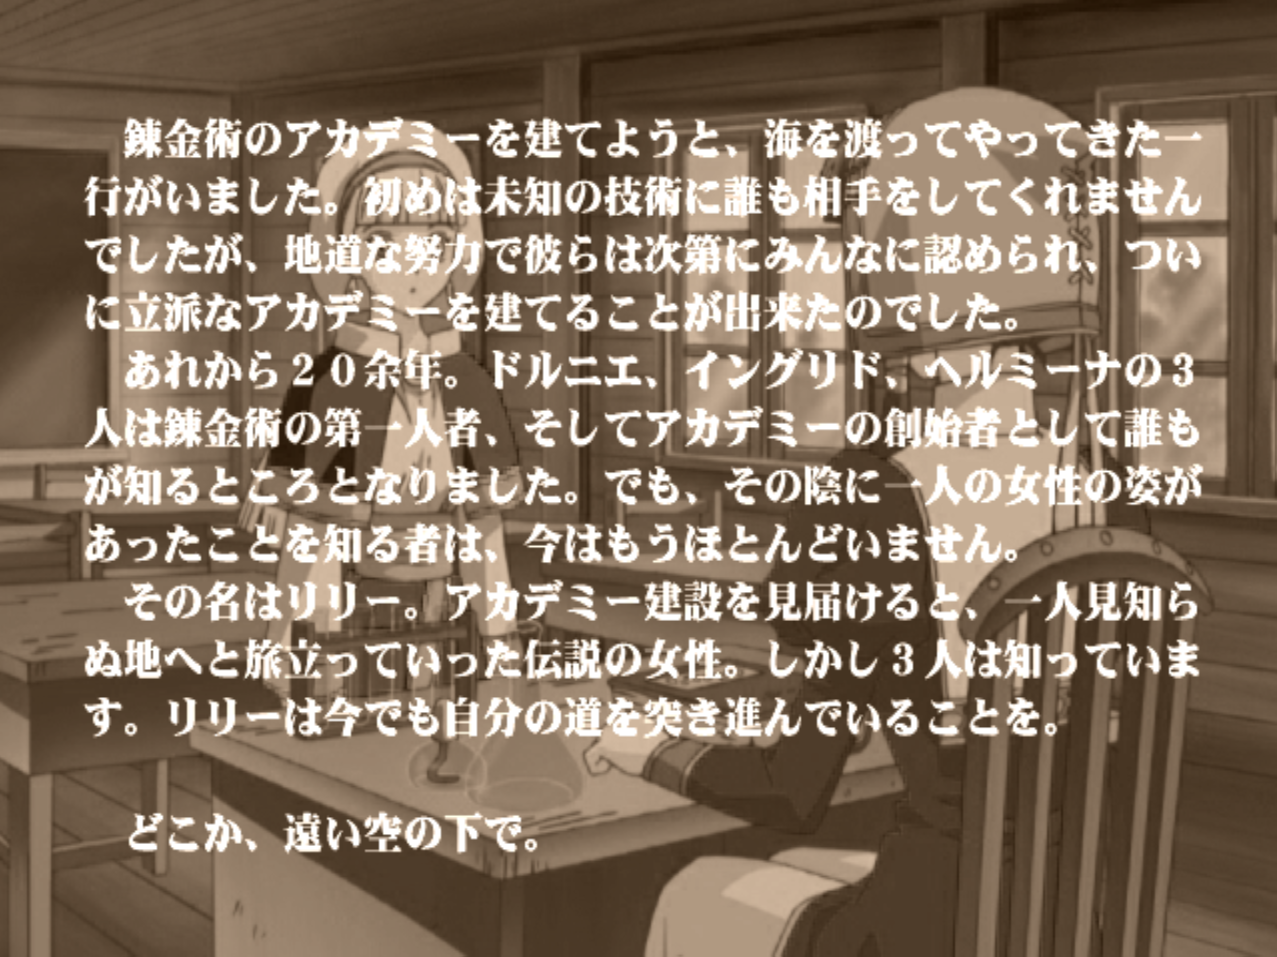 錬金術のアカデミーを建てようと、海を渡ってやってきた一
行がいました。初めは未知の技術に誰も相手をしてくれません
でしたが、地道な努力で彼らは次第にみんなに認められ、つい
に立派なアカデミーを建てることが出来たのでした。
あれから２０余年。ドルニエ、イングリド、ヘルミーナの３
人は錬金術の第一人者、そしてアカデミーの創始者として誰も
が知るところとなりました。でも、その陰に一人の女性の姿が
あったことを知る者は、今はもうほとんどいません。
その名はリリー。アカデミー建設を見届けると、一人見知ら
ぬ地へと旅立っていった伝説の女性。しかし３人は知っていま
す。リリーは今でも自分の道を突き進んでいることを。
どこか、遠い空の下で。